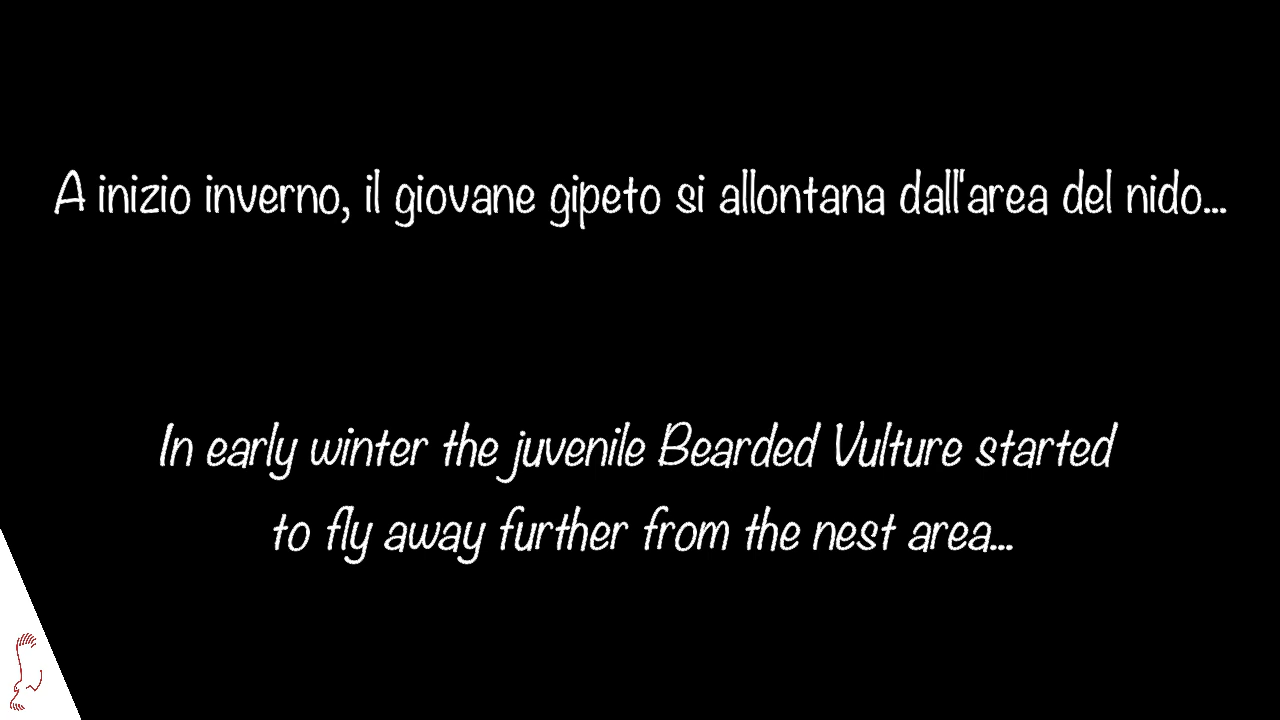 A inizio inverno, il giovane gipeto si allontana dall'area del nido...
In early winter the juvenile Bearded Vulture started
to fly away further from the nest area...